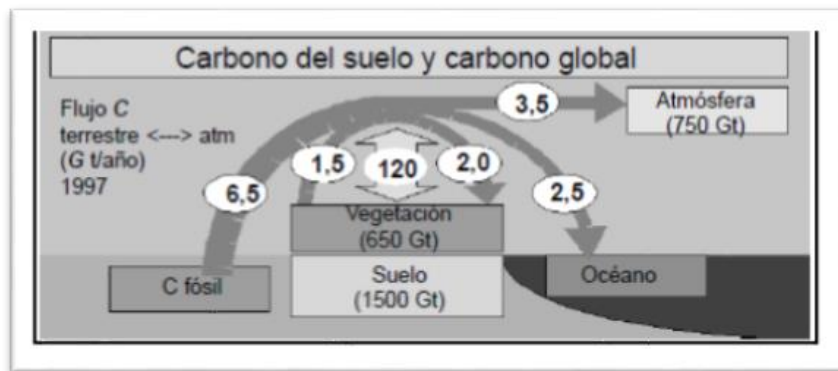 Carbono del suelo y carbono global
Flujo C
terrestre <---> atm
(G t/año)
1997
3,5
Atmósfera
(750 Gt)
6,5
1,5
120
2,0
2,5
Vegetación
(650 Gt)
C fósil
Suelo
(1500 Gt)
Océano